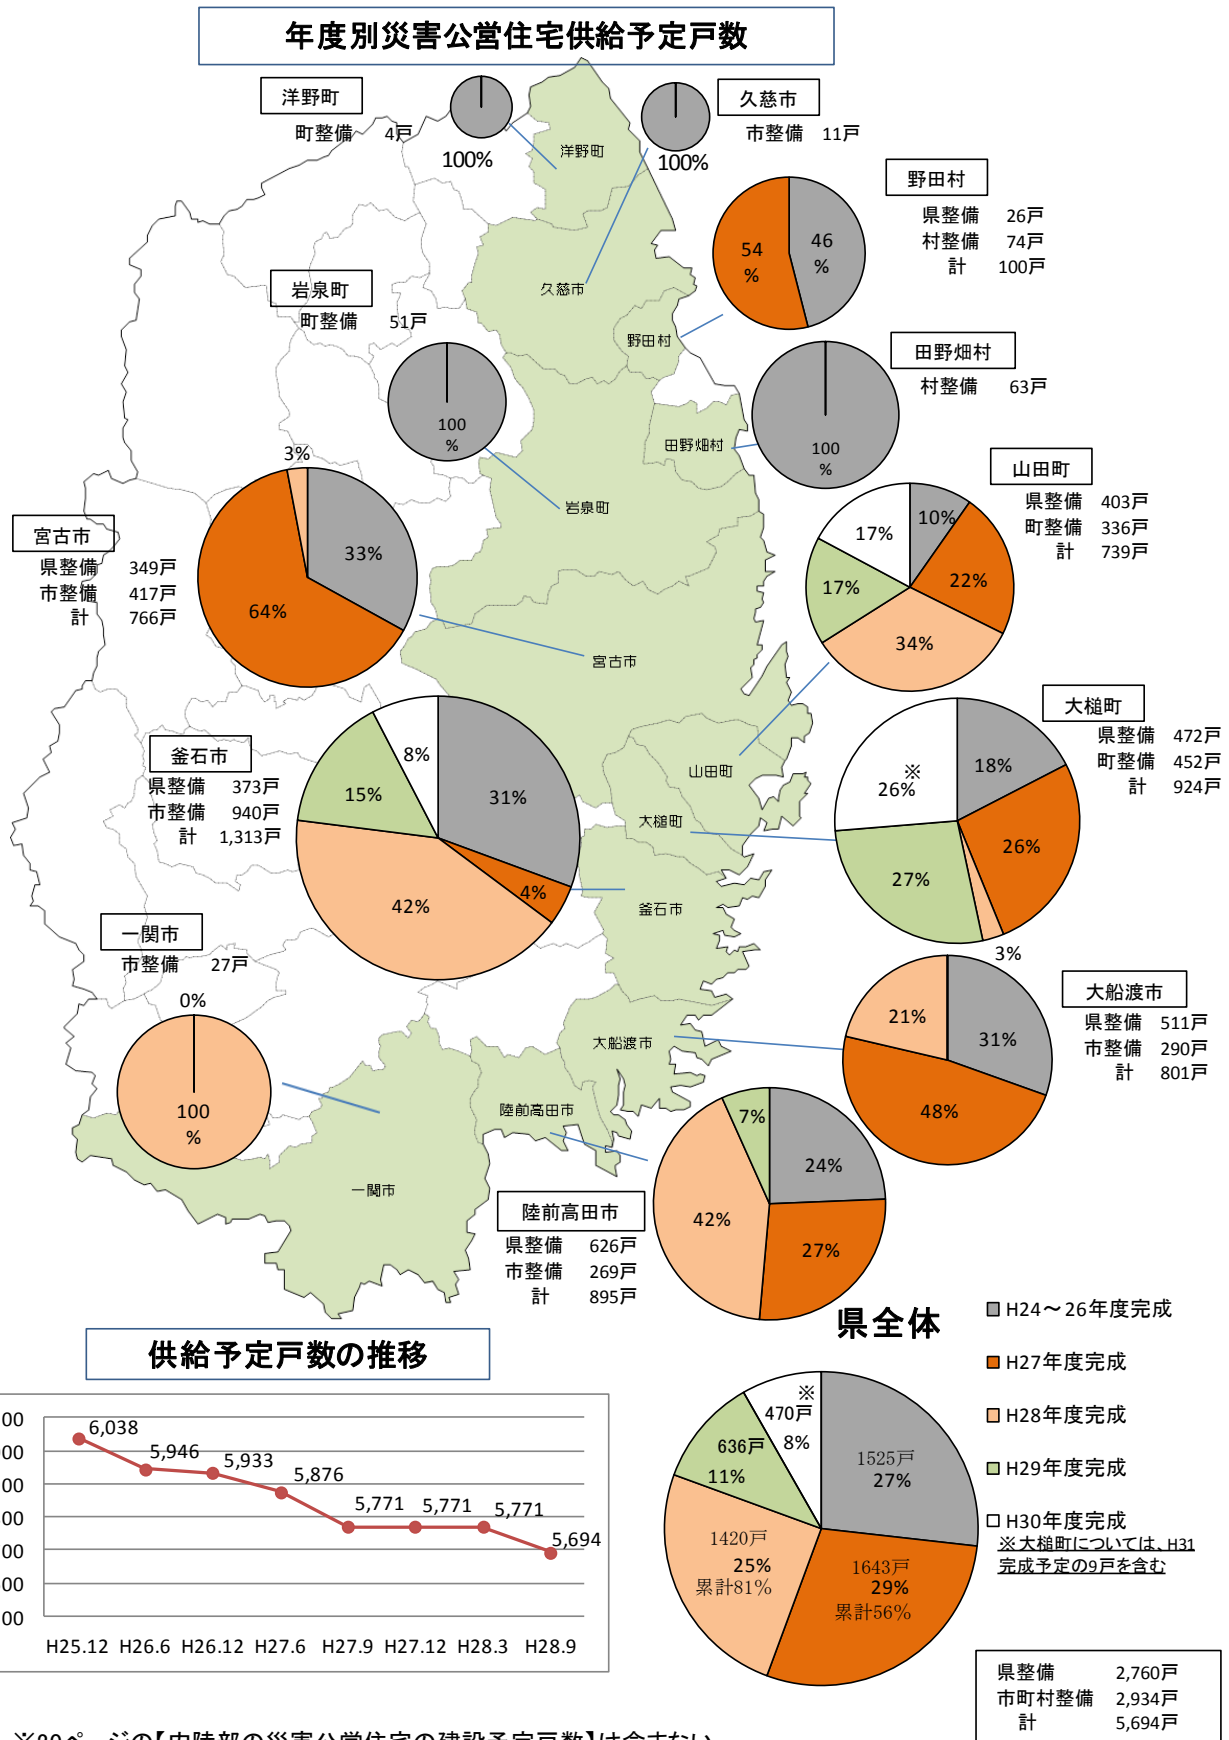 年度別災害公営住宅供給予定戸数
洋野町
町整備 4戸
100%
久慈市
市整備 11戸
100%
野田村
県整備 26戸
村整備 74戸
計 100戸
54
%
46
%
岩泉町
町整備 51戸
100
%
田野畑村
村整備 63戸
100
%
宮古市
県整備 349戸
市整備 417戸
計 766戸
3%
33%
64%
山田町
県整備 403戸
町整備 336戸
計 739戸
10%
22%
34%
17%
17%
大槌町
県整備 472戸
町整備 452戸
計 924戸
18%
26%
3%
27%
※
26%
釜石市
県整備 373戸
市整備 940戸
計 1,313戸
31%
4%
42%
15%
8%
一関市
市整備 27戸
0%
100
%
大船渡市
県整備 511戸
市整備 290戸
計 801戸
31%
48%
21%
陸前高田市
県整備 626戸
市整備 269戸
計 895戸
24%
27%
42%
7%
洋野町
久慈市
野田村
田野畑村
岩泉町
宮古市
山田町
大槌町
釜石市
大船渡市
陸前高田市
一関市
県全体
H24～26年度完成
H27年度完成
H28年度完成
H29年度完成
H30年度完成
※大槌町については、H31
完成予定の9戸を含む
1525戸
27%
1643戸
29%
累計56%
1420戸
25%
累計81%
636戸
11%
※
470戸
8%
県整備 2,760戸
市町村整備 2,934戸
計 5,694戸
供給予定戸数の推移
00
000
00
00
00
00
00
6,038
5,946
5,933
5,876
5,771
5,771
5,771
5,694
H25.12 H26.6 H26.12 H27.6 H27.9 H27.12 H28.3 H28.9